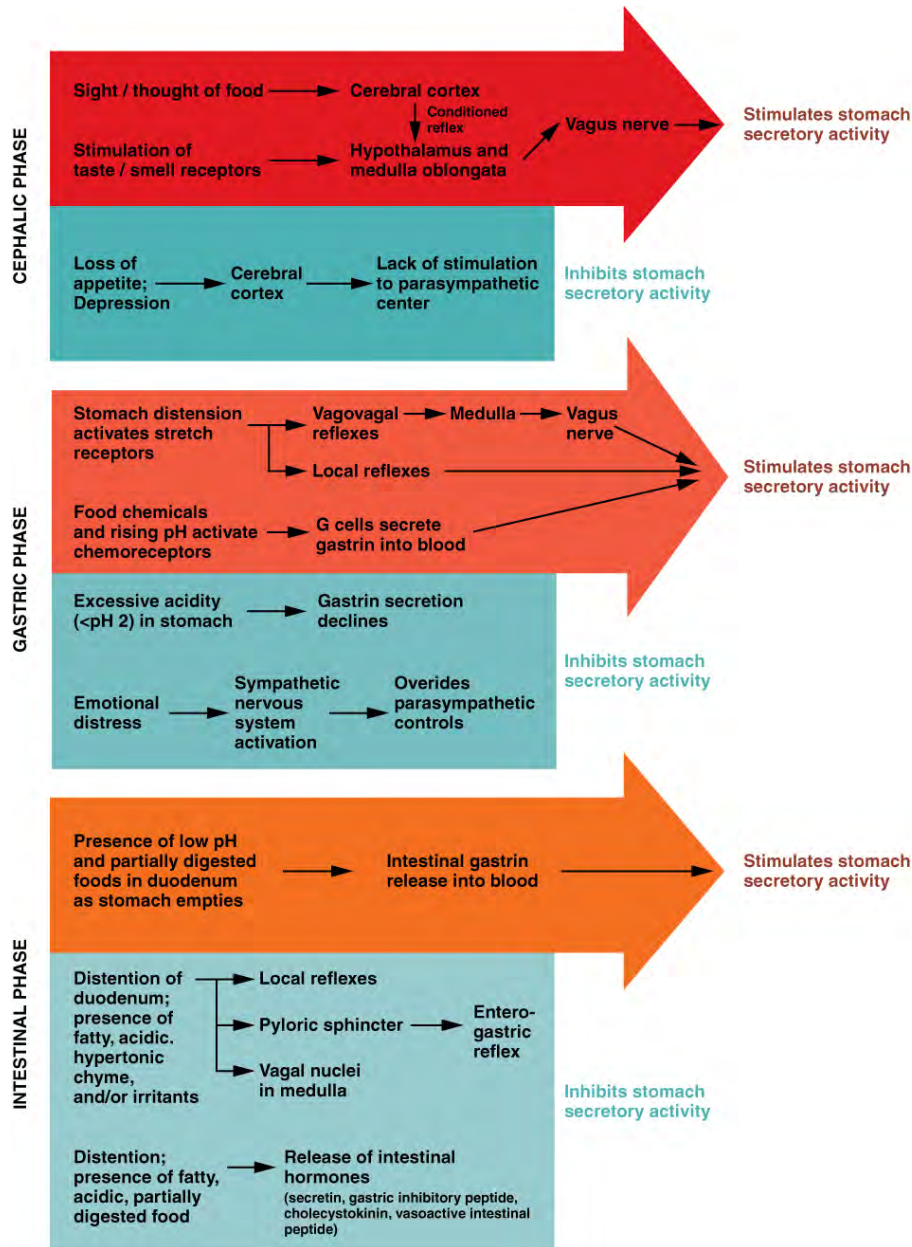 CEPHALIC PHASE
Sight / thought of food
Cerebral cortex
Conditioned
reflex
Vagus nerve
Stimulates stomach
secretory activity
Stimulation of
taste / smell receptors
Hypothalamus and
medulla oblongata
Loss of
appetite;
Depression
Cerebral
cortex
Lack of stimulation
to parasympathetic
center
Inhibits stomach
secretory activity
GASTRIC PHASE
Stomach distension
activates stretch
receptors
Vagovagal
reflexes
Medulla
Vagus
nerve
Local reflexes
Stimulates stomach
secretory activity
Food chemicals
and rising pH activate
chemoreceptors
G cells secrete
gastrin into blood
Excessive acidity
(<pH 2) in stomach
Gastrin secretion
declines
Emotional
distress
Sympathetic
nervous
system
activation
Overides
parasympathetic
controls
Inhibits stomach
secretory activity
INTESTINAL PHASE
Presence of low pH
and partially digested
foods in duodenum
as stomach empties
Intestinal gastrin
release into blood
Stimulates stomach
secretory activity
Distention of
duodenum;
presence of
fatty, acidic.
hypertonic
chyme,
and/or irritants
Local reflexes
Pyloric sphincter
Vagal nuclei
in medulla
Entero-
gastric
reflex
Inhibits stomach
secretory activity
Distention;
presence of fatty,
acidic, partially
digested food
Release of intestinal
hormones
(secretin, gastric inhibitory peptide,
cholecystokinin, vasoactive intestinal
peptide)